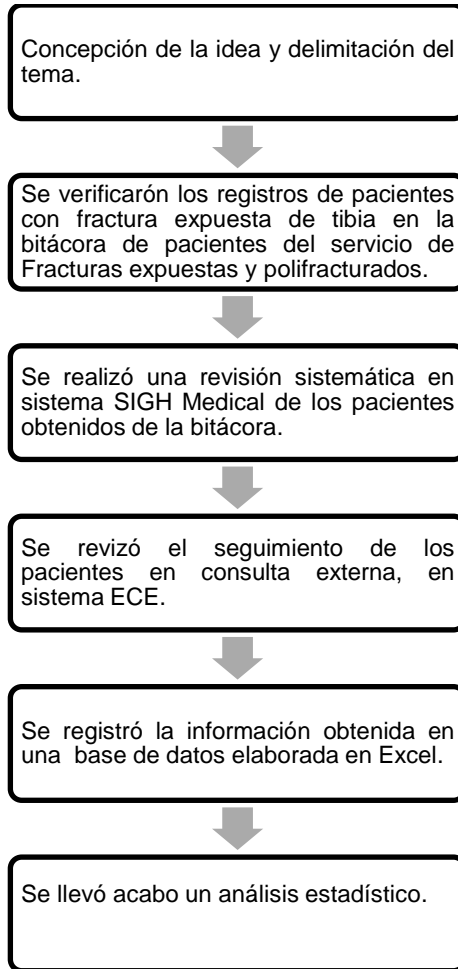 Concepción de la idea y delimitación del
tema.
Se verificarón los registros de pacientes
con fractura expuesta de tibia en la
bitácora de pacientes del servicio de
Fracturas expuestas y polifracturados.
Se realizó una revisión sistemática en
sistema SIGH Medical de los pacientes
obtenidos de la bitácora.
Se revizó el seguimiento de los
pacientes en consulta externa, en
sistema ECE.
Se registró la información obtenida en
una base de datos elaborada en Excel.
Se llevó acabo un análisis estadístico.